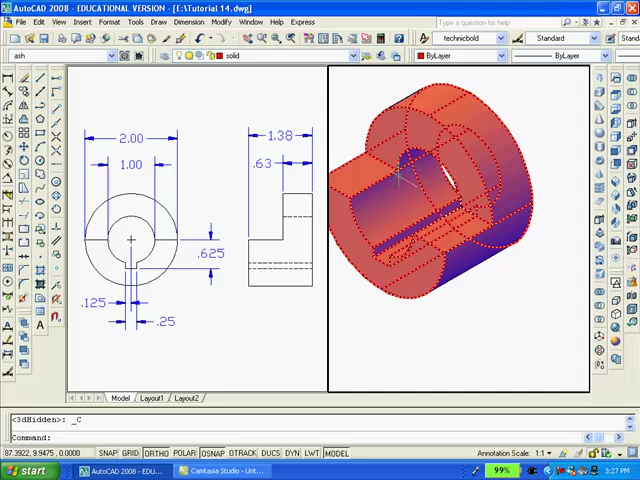 AutoCAD 2008 - EDUCATIONAL VERSION - [E:\Tutorial 14.dwg]
File Edit View Insert Format Tools Draw Dimension Modify Window Help Express
Type a question for help
technicbold
Standard
Standa
ash
solid
ByLayer
ByLayer
2.00
1.38
1.00
.63
.625
.125
.25
Model Layout1 Layout2
<3dHidden>: _C
Command:
87.3922, 9.9475, 0.0000
SNAP GRID ORTHO POLAR OSNAP OTRACK DUCS DYN LWT MODEL
Annotation Scale: 1:1
start
AutoCAD 2008 - EDU...
Camtasia Studio - Unt...
99%
3:27 PM